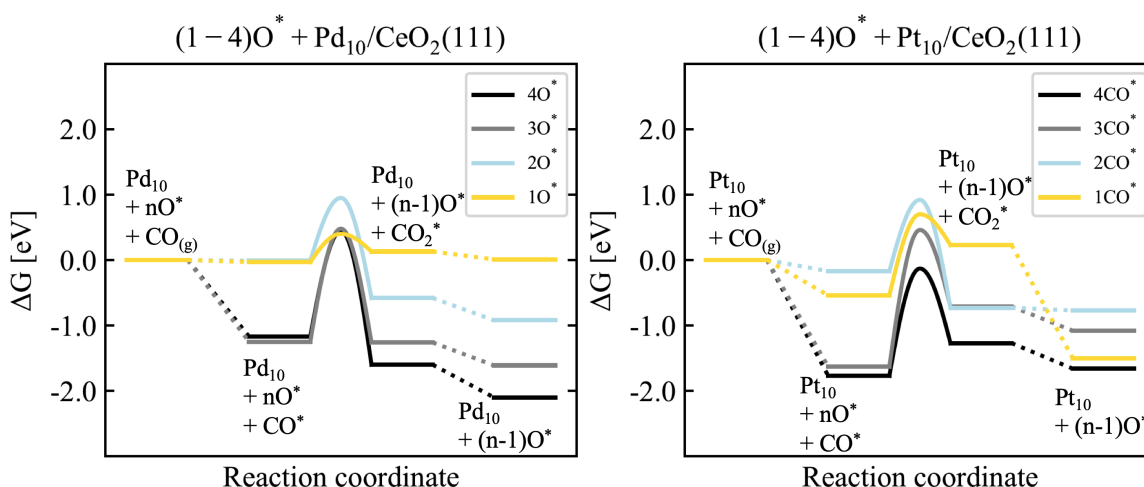 (1 − 4)O* + Pd₁₀/CeO₂(111)
ΔG [eV]
2.0
1.0
0.0
-1.0
-2.0
4O*
3O*
2O*
1O*
Pd₁₀
+ nO*
+ CO₍g₎
Pd₁₀
+ (n-1)O*
+ CO₂*
Pd₁₀
+ nO*
+ CO*
Pd₁₀
+ (n-1)O*
Reaction coordinate
(1 − 4)O* + Pt₁₀/CeO₂(111)
ΔG [eV]
2.0
1.0
0.0
-1.0
-2.0
4CO*
3CO*
2CO*
1CO*
Pt₁₀
+ nO*
+ CO₍g₎
Pt₁₀
+ (n-1)O*
+ CO₂*
Pt₁₀
+ nO*
+ CO*
Pt₁₀
+ (n-1)O*
Reaction coordinate